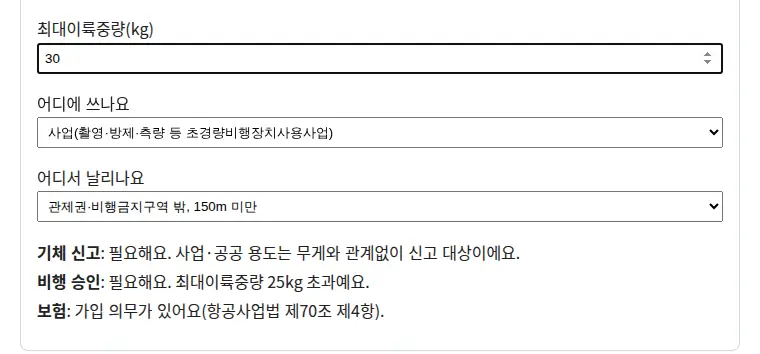 최대이륙중량(kg)
30
어디에 쓰나요
사업(촬영·방제·측량 등 초경량비행장치사용사업)
어디서 날리나요
관제권·비행금지구역 밖, 150m 미만
기체 신고: 필요해요. 사업·공공 용도는 무게와 관계없이 신고 대상이에요.
비행 승인: 필요해요. 최대이륙중량 25kg 초과예요.
보험: 가입 의무가 있어요(항공사업법 제70조 제4항).